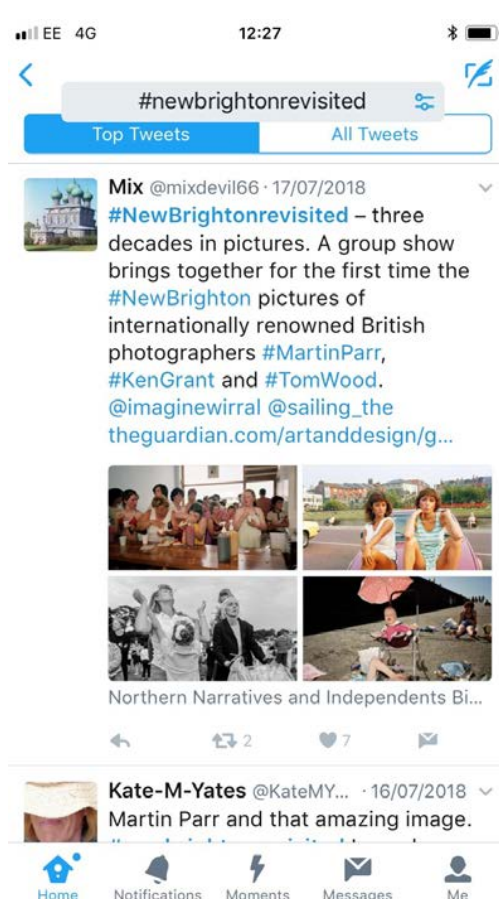 EE 4G 12:27
#newbrightonrevisited
Top Tweets All Tweets
Mix @mixdevil66 · 17/07/2018
#NewBrightonrevisited – three
decades in pictures. A group show
brings together for the first time the
#NewBrighton pictures of
internationally renowned British
photographers #MartinParr,
#KenGrant and #TomWood.
@imaginewirral @sailing_the
theguardian.com/artanddesign/g...
Northern Narratives and Independents Bi...
2 7
Kate-M-Yates @KateMY... · 16/07/2018
Martin Parr and that amazing image.
Home Notifications Moments Messages Me